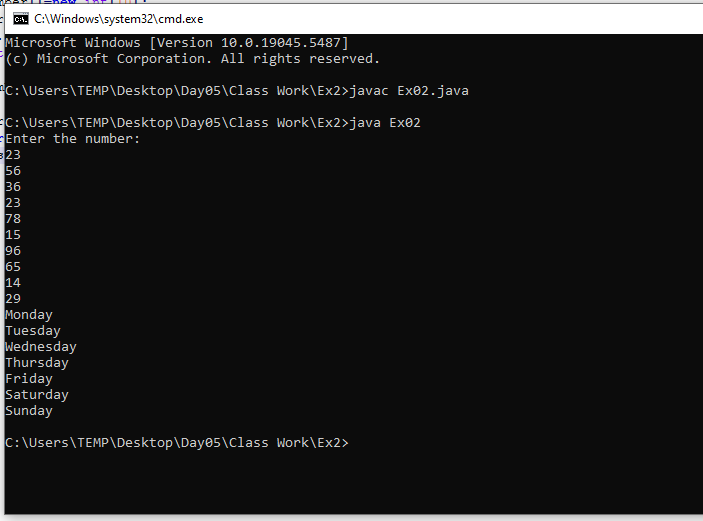 C:\Windows\system32\cmd.exe
Microsoft Windows [Version 10.0.19045.5487]
(c) Microsoft Corporation. All rights reserved.
C:\Users\TEMP\Desktop\Day05\Class Work\Ex2>javac Ex02.java
C:\Users\TEMP\Desktop\Day05\Class Work\Ex2>java Ex02
Enter the number:
23
56
36
23
78
15
96
65
14
29
Monday
Tuesday
Wednesday
Thursday
Friday
Saturday
Sunday
C:\Users\TEMP\Desktop\Day05\Class Work\Ex2>